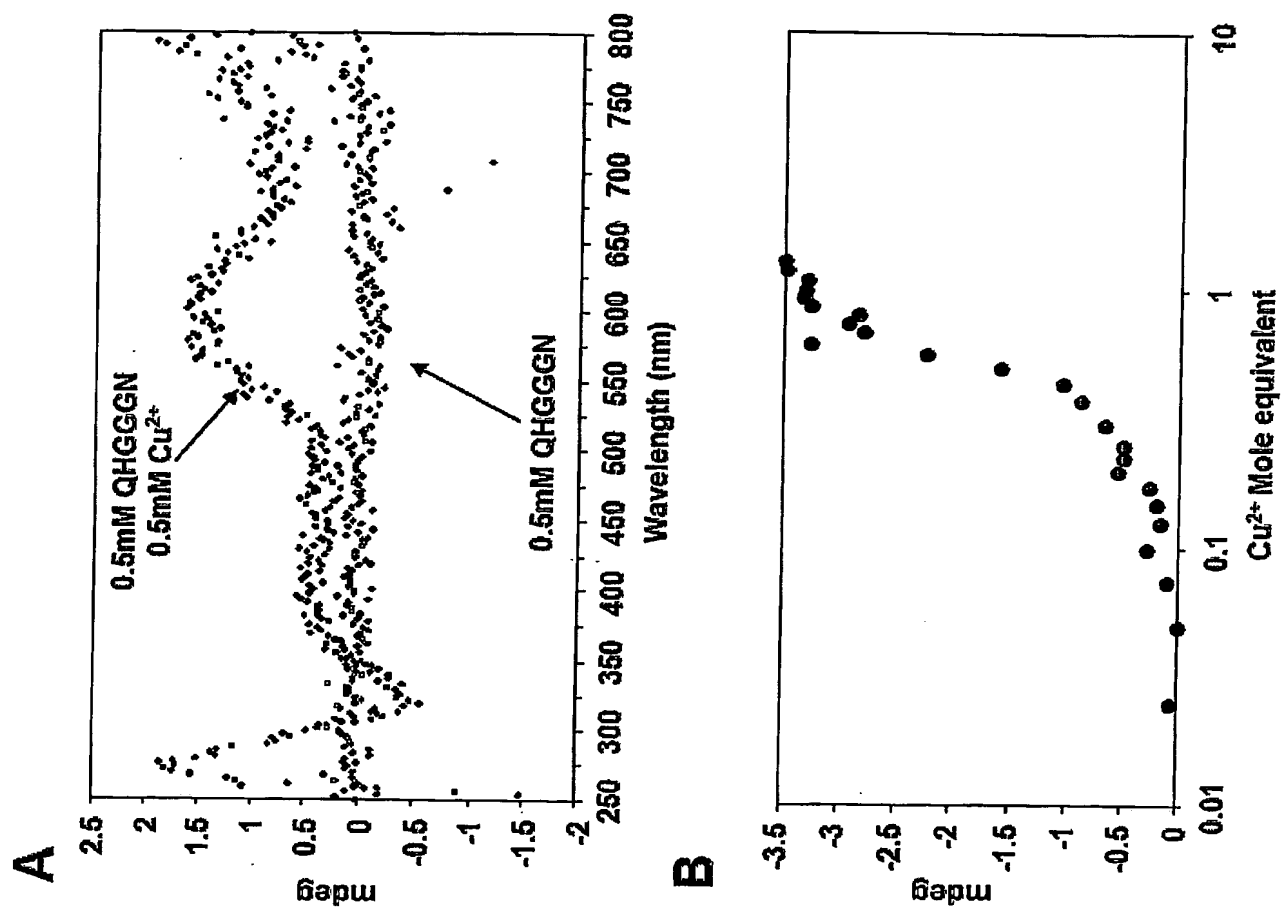 A
0.5mM QHGGGN
0.5mM Cu²⁺
0.5mM QHGGGN
mdeg
2.5
2
1.5
1
0.5
0
-0.5
-1
-1.5
-2
250 300 350 400 450 500 550 600 650 700 750 800
Wavelength (nm)
B
mdeg
-3.5
-3
-2.5
-2
-1.5
-1
-0.5
0
0.01 0.1 1 10
Cu²⁺ Mole equivalent